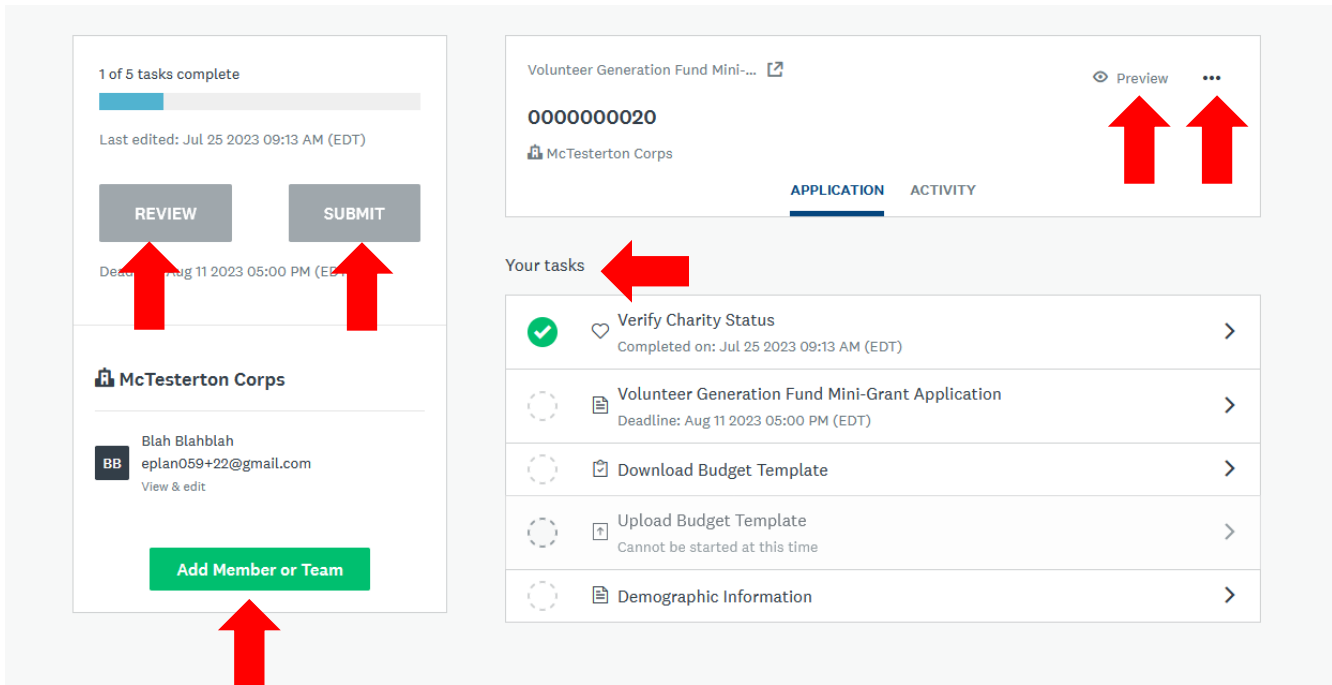 1 of 5 tasks complete
Last edited: Jul 25 2023 09:13 AM (EDT)
REVIEW
SUBMIT
Aug 11 2023 05:00 PM
McTesterton Corps
BB
Blah Blahblah
eplan059+22@gmail.com
View & edit
Add Member or Team
Volunteer Generation Fund Mini-...
Preview
•••
0000000020
McTesterton Corps
APPLICATION
ACTIVITY
Your tasks
Verify Charity Status
Completed on: Jul 25 2023 09:13 AM (EDT)
Volunteer Generation Fund Mini-Grant Application
Deadline: Aug 11 2023 05:00 PM (EDT)
Download Budget Template
Upload Budget Template
Cannot be started at this time
Demographic Information